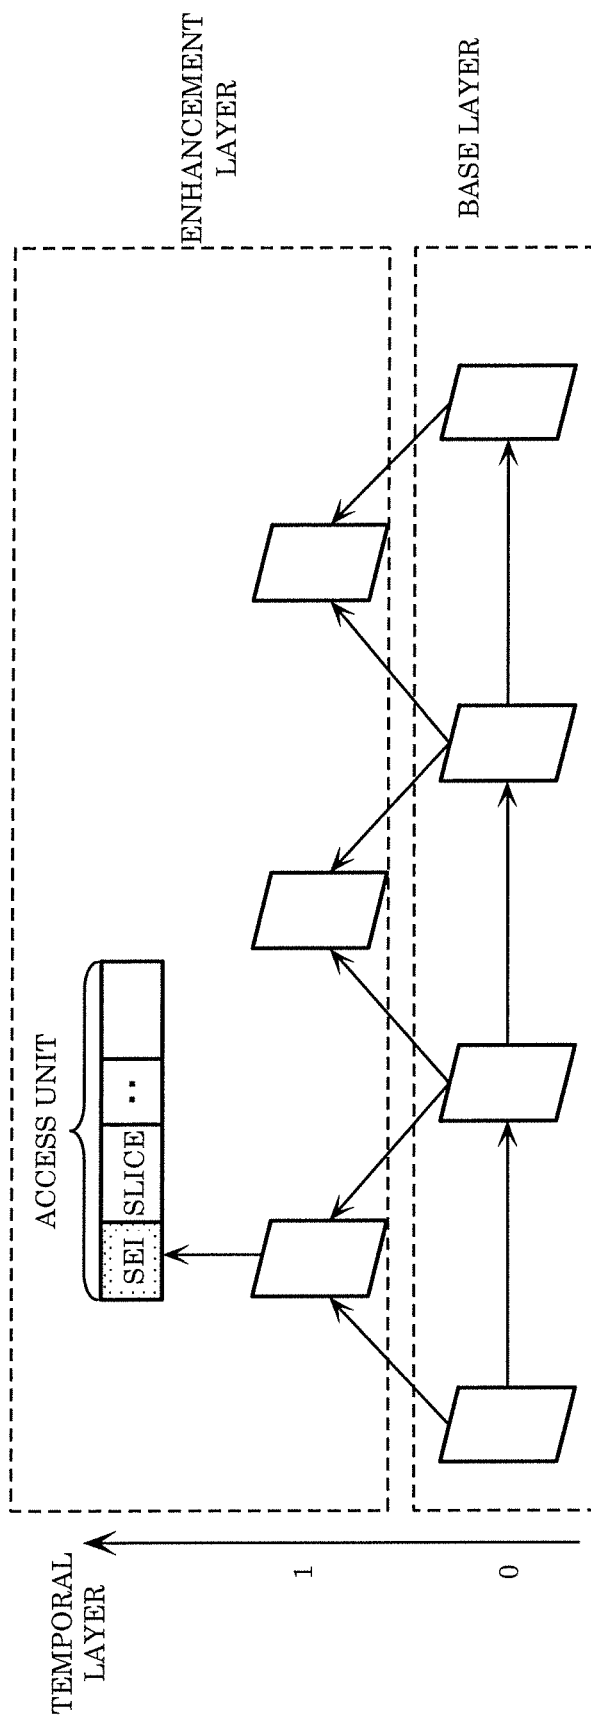 TEMPORAL
LAYER
1
0
ACCESS UNIT
SEI SLICE ..
ENHANCEMENT
LAYER
BASE LAYER